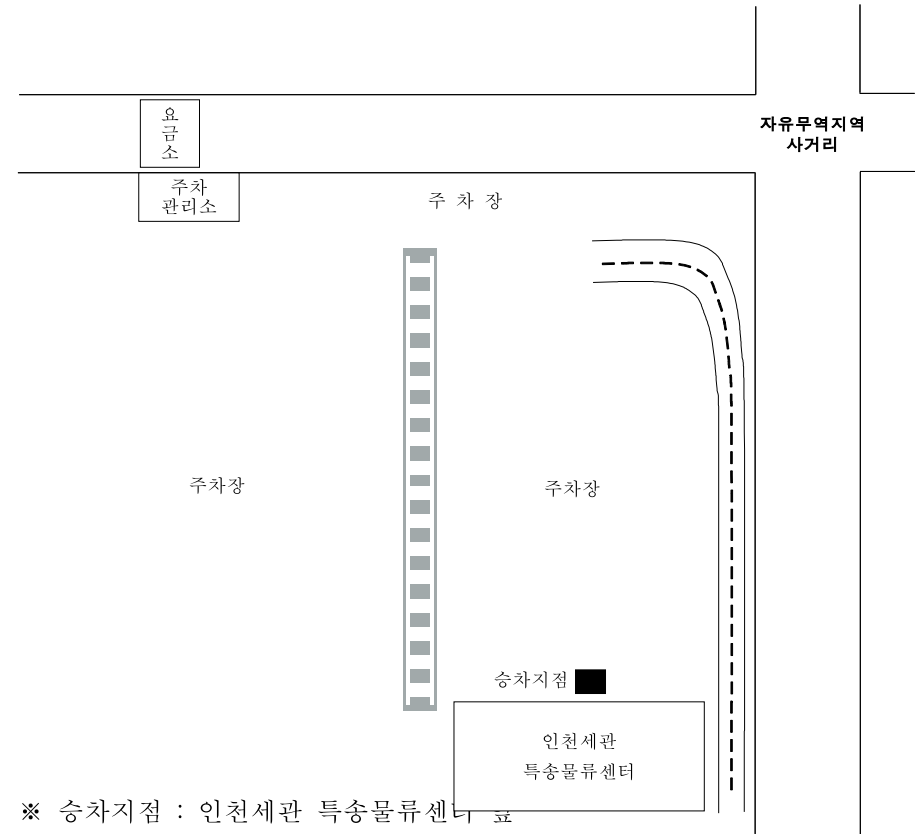 요
금
소
자유무역지역
사거리
주차
관리소
주 차 장
주차장
주차장
승차지점
인천세관
특송물류센터
※ 승차지점 : 인천세관 특송물류센터